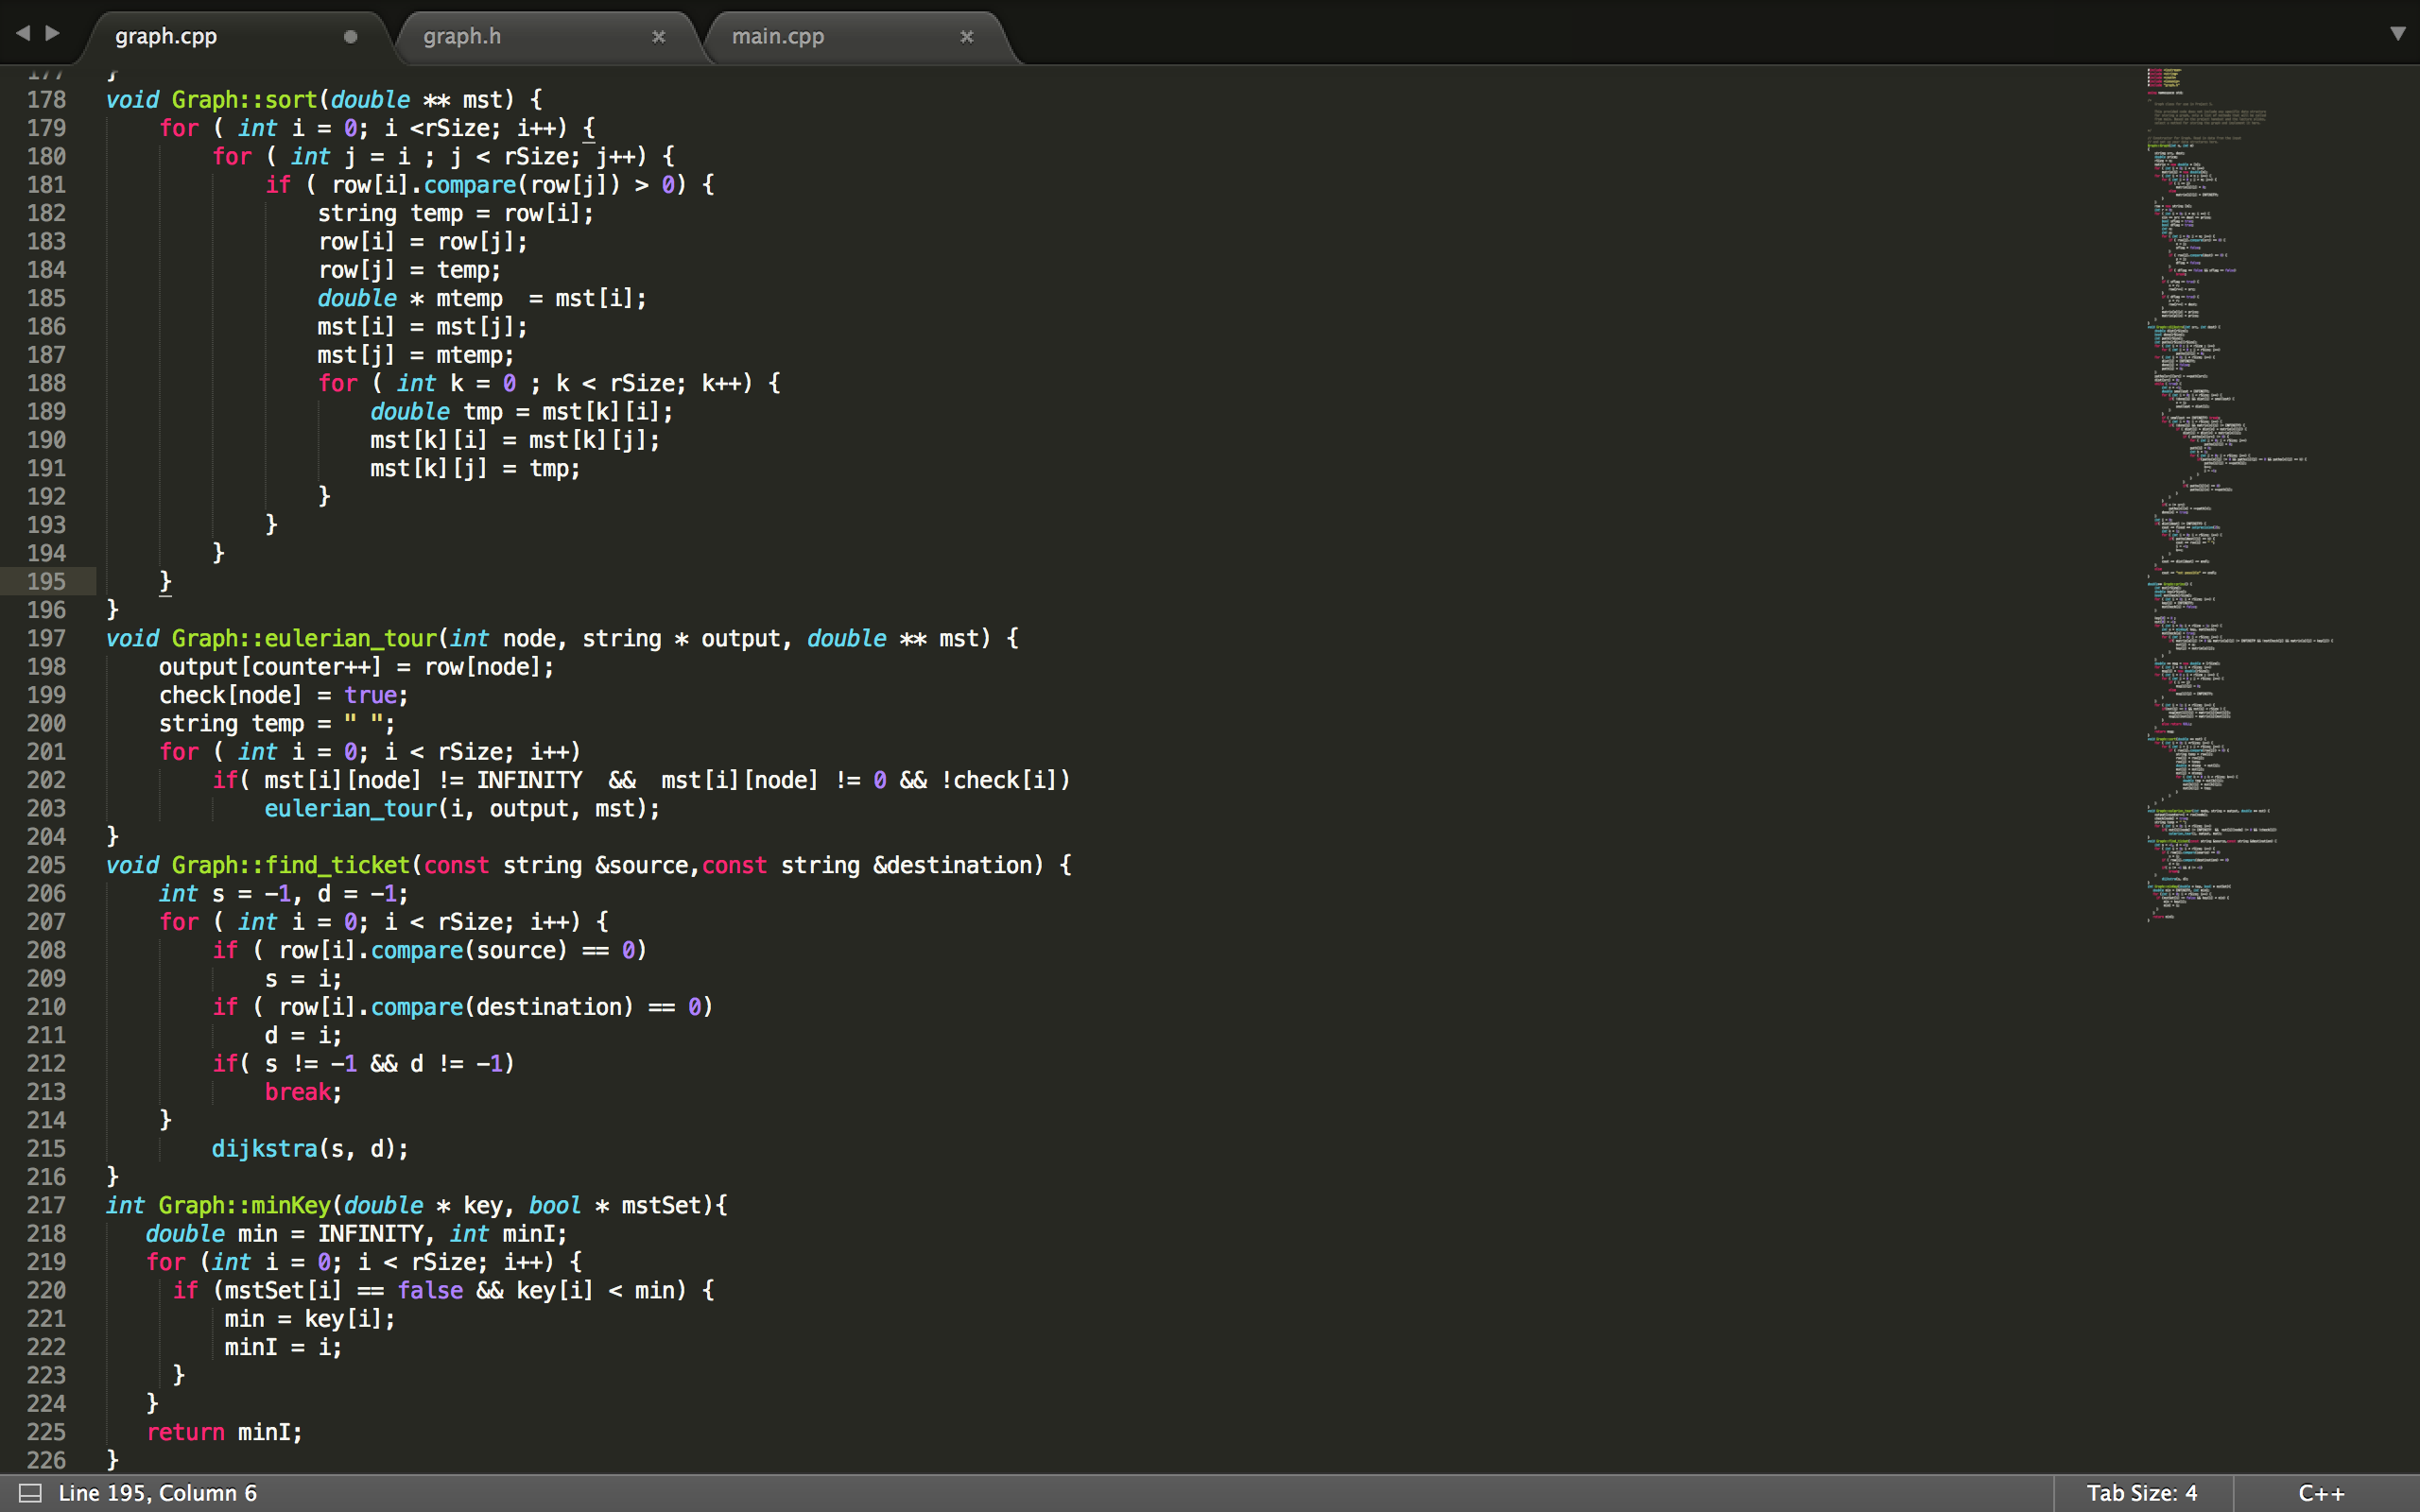 graph.cpp
graph.h
main.cpp
177 }
178 void Graph::sort(double ** mst) {
179     for ( int i = 0; i <rSize; i++) {
180         for ( int j = i ; j < rSize; j++) {
181             if ( row[i].compare(row[j]) > 0) {
182                 string temp = row[i];
183                 row[i] = row[j];
184                 row[j] = temp;
185                 double * mtemp  = mst[i];
186                 mst[i] = mst[j];
187                 mst[j] = mtemp;
188                 for ( int k = 0 ; k < rSize; k++) {
189                     double tmp = mst[k][i];
190                     mst[k][i] = mst[k][j];
191                     mst[k][j] = tmp;
192                 }
193             }
194         }
195     }
196 }
197 void Graph::eulerian_tour(int node, string * output, double ** mst) {
198     output[counter++] = row[node];
199     check[node] = true;
200     string temp = " ";
201     for ( int i = 0; i < rSize; i++)
202         if( mst[i][node] != INFINITY  &&  mst[i][node] != 0 && !check[i])
203             eulerian_tour(i, output, mst);
204 }
205 void Graph::find_ticket(const string &source,const string &destination) {
206     int s = -1, d = -1;
207     for ( int i = 0; i < rSize; i++) {
208         if ( row[i].compare(source) == 0)
209             s = i;
210         if ( row[i].compare(destination) == 0)
211             d = i;
212         if( s != -1 && d != -1)
213             break;
214     }
215         dijkstra(s, d);
216 }
217 int Graph::minKey(double * key, bool * mstSet){
218    double min = INFINITY, int minI;
219    for (int i = 0; i < rSize; i++) {
220      if (mstSet[i] == false && key[i] < min) {
221          min = key[i];
222          minI = i;
223      }
224    }
225    return minI;
226 }
Line 195, Column 6
Tab Size: 4
C++